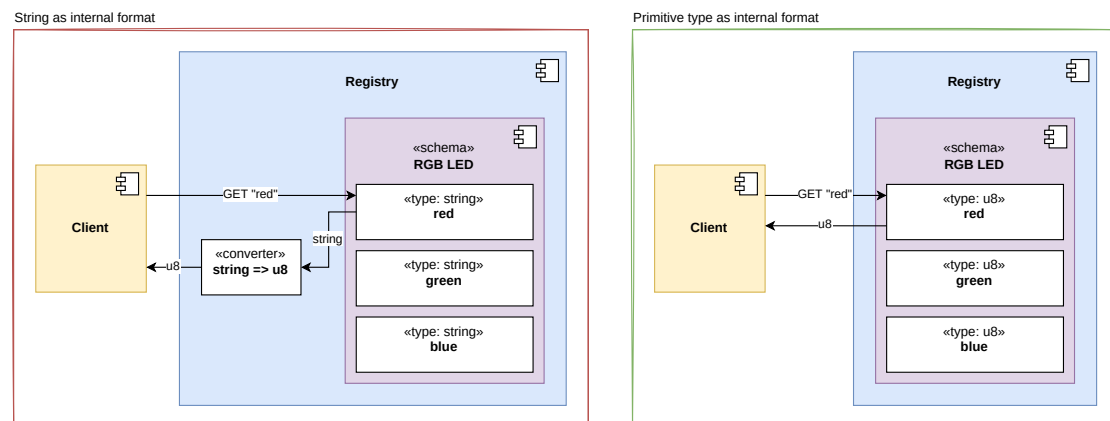 String as internal format
Registry
«schema»
RGB LED
Client
GET "red"
«type: string»
red
string
«converter»
string => u8
u8
«type: string»
green
«type: string»
blue
Primitive type as internal format
Registry
«schema»
RGB LED
Client
GET "red"
«type: u8»
red
u8
«type: u8»
green
«type: u8»
blue